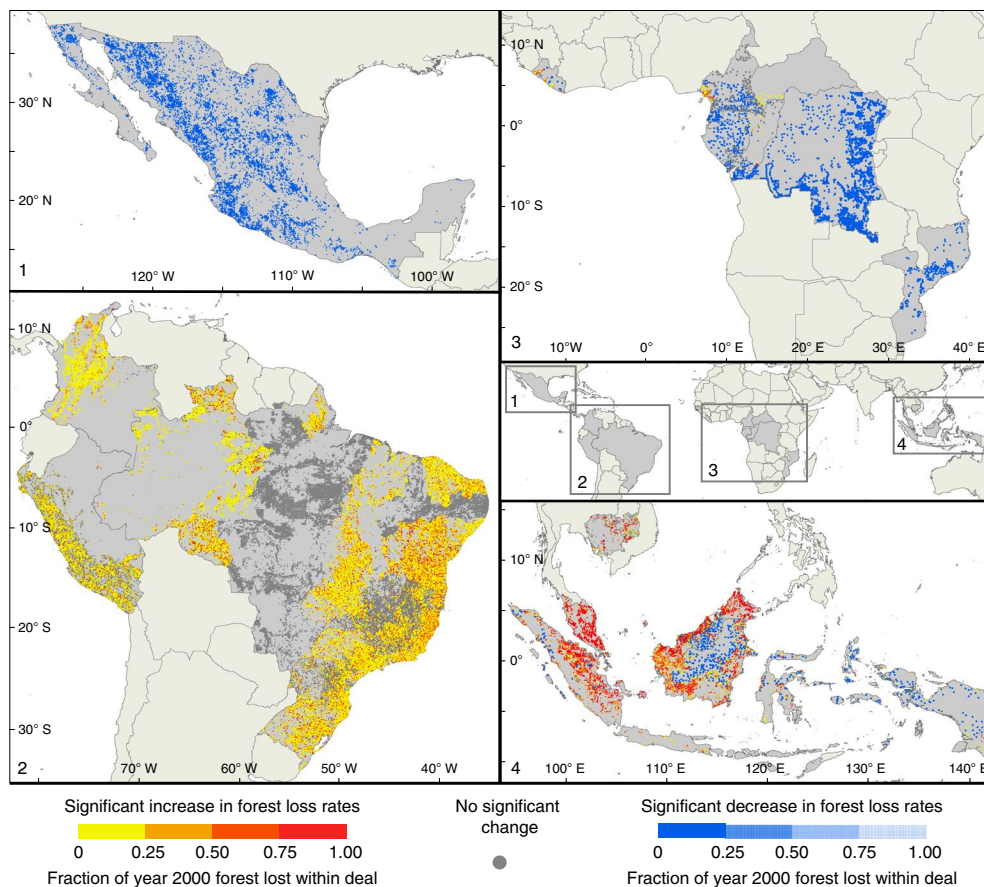 30° N
20° N
1
120° W
110° W
100° W
10° N
0°
10° S
20° S
3
10° W
0°
10° E
20° E
30° E
40° E
10° N
0°
10° S
20° S
30° S
2
70° W
60° W
50° W
40° W
1
2
3
4
10° N
0°
4
100° E
110° E
120° E
130° E
140° E
Significant increase in forest loss rates
0 0.25 0.50 0.75 1.00
Fraction of year 2000 forest lost within deal
No significant
change
Significant decrease in forest loss rates
0 0.25 0.50 0.75 1.00
Fraction of year 2000 forest lost within deal